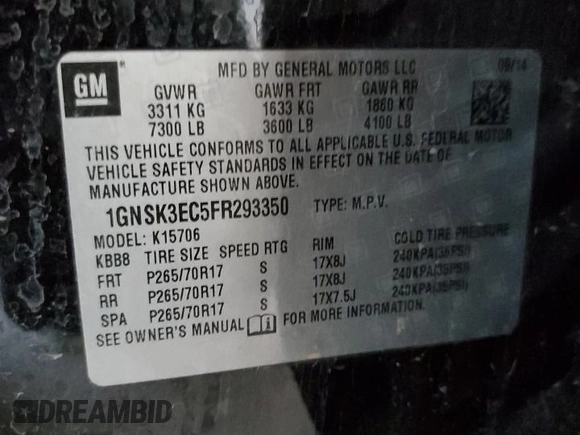 GM
MFD BY GENERAL MOTORS LLC 09/14
GVWR GAWR FRT GAWR RR
3311 KG 1633 KG 1860 KG
7300 LB 3600 LB 4100 LB
THIS VEHICLE CONFORMS TO ALL APPLICABLE U.S. FEDERAL MOTOR
VEHICLE SAFETY STANDARDS IN EFFECT ON THE DATE OF
MANUFACTURE SHOWN ABOVE.
1GNSK3EC5FR293350 TYPE: M.P.V.
MODEL: K15706
KBB8 TIRE SIZE SPEED RTG RIM COLD TIRE PRESSURE
FRT P265/70R17 S 17X8J 240KPA(35PSI)
RR P265/70R17 S 17X8J 240KPA(35PSI)
SPA P265/70R17 S 17X7.5J 240KPA(35PSI)
SEE OWNER'S MANUAL FOR MORE INFORMATION.
DREAMBID